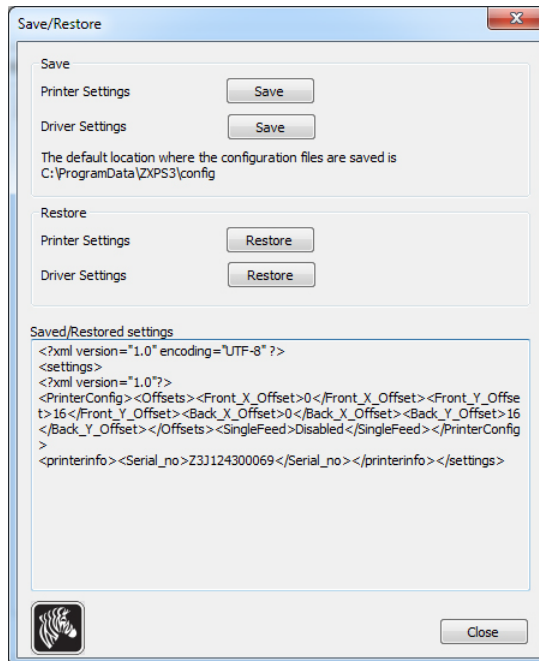 Save/Restore
Save
Printer Settings
Save
Driver Settings
Save
The default location where the configuration files are saved is
C:\ProgramData\ZXPS3\config
Restore
Printer Settings
Restore
Driver Settings
Restore
Saved/Restored settings
<?xml version="1.0" encoding="UTF-8" ?>
<settings>
<?xml version="1.0"?>
<PrinterConfig><Offsets><Front_X_Offset>0</Front_X_Offset><Front_Y_Offse
t>16</Front_Y_Offset><Back_X_Offset>0</Back_X_Offset><Back_Y_Offset>16
</Back_Y_Offset></Offsets><SingleFeed>Disabled</SingleFeed></PrinterConfig
>
<printerinfo><Serial_no>Z3J124300069</Serial_no></printerinfo></settings>
Close